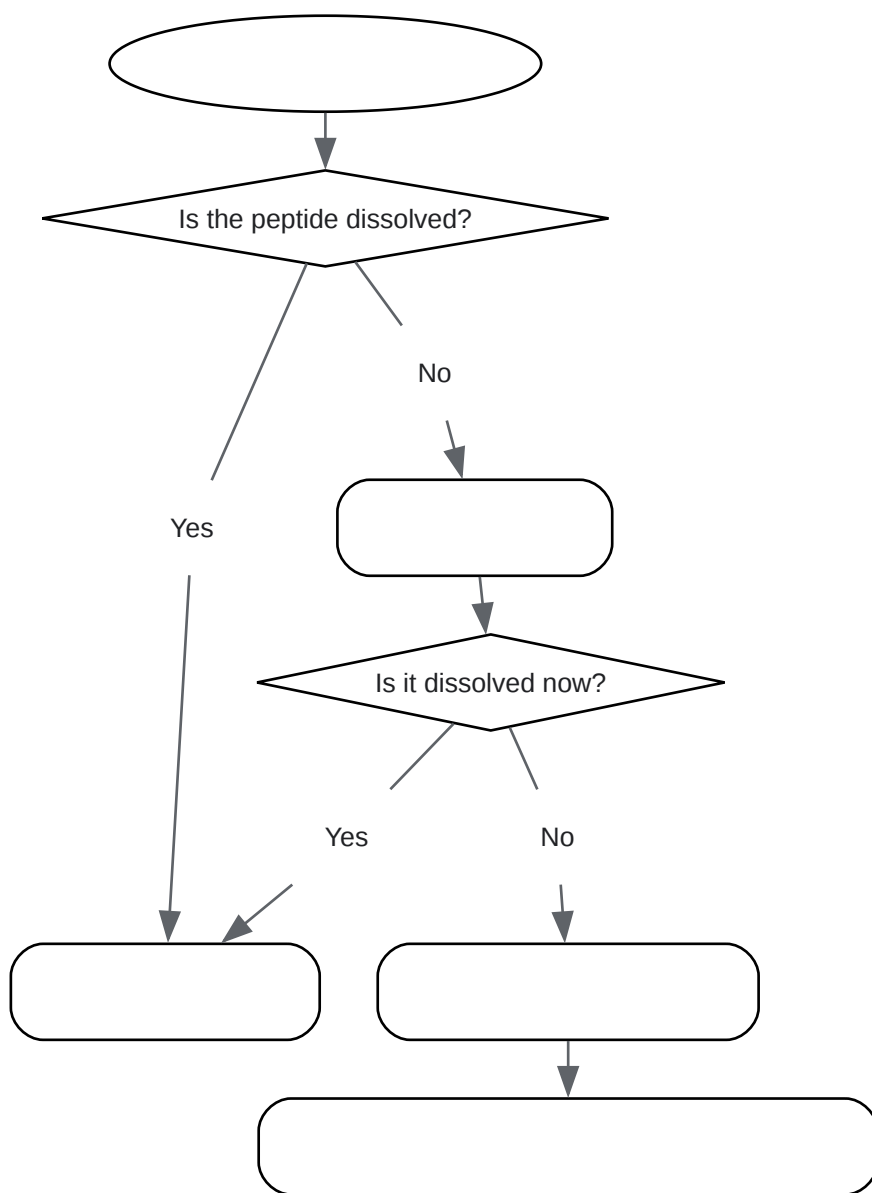 Is the peptide dissolved?
No
Yes
Is it dissolved now?
Yes
No